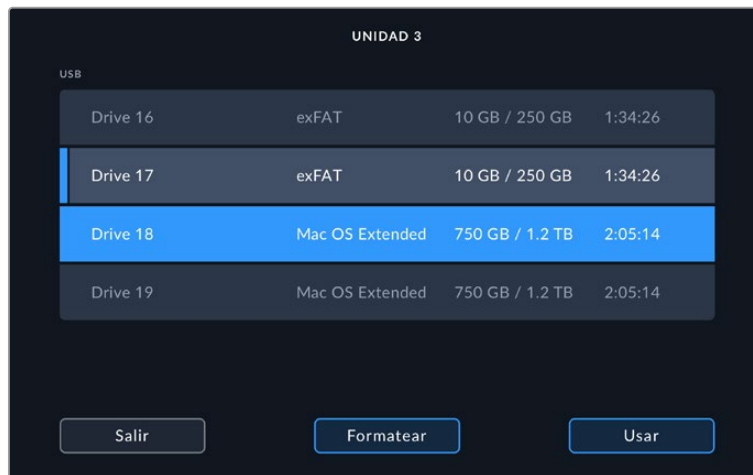 UNIDAD 3
USB
Drive 16 exFAT 10 GB / 250 GB 1:34:26
Drive 17 exFAT 10 GB / 250 GB 1:34:26
Drive 18 Mac OS Extended 750 GB / 1.2 TB 2:05:14
Drive 19 Mac OS Extended 750 GB / 1.2 TB 2:05:14
Salir Formatear Usar